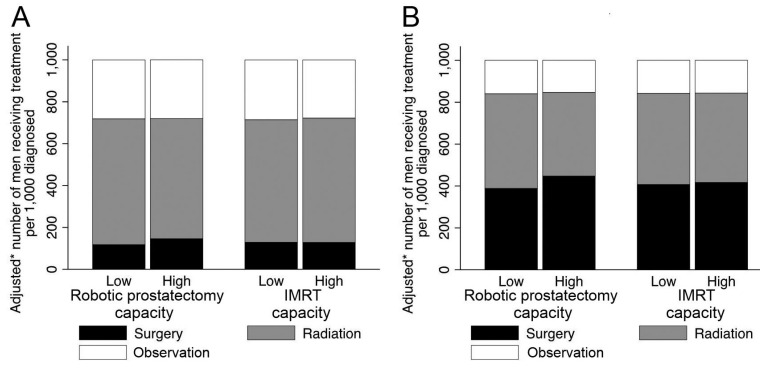 A
Adjusted* number of men receiving treatment
per 1,000 diagnosed
1,000
800
600
400
200
0
Low High Low High
Robotic prostatectomy IMRT
capacity capacity
Surgery Radiation
Observation
B
Adjusted* number of men receiving treatment
per 1,000 diagnosed
1,000
800
600
400
200
0
Low High Low High
Robotic prostatectomy IMRT
capacity capacity
Surgery Radiation
Observation